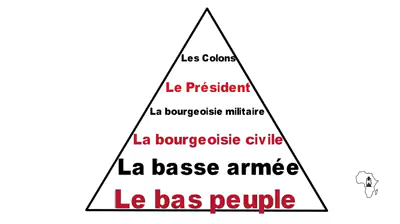 Les Colons
Le Président
La bourgeoisie militaire
La bourgeoisie civile
La basse armée
Le bas peuple